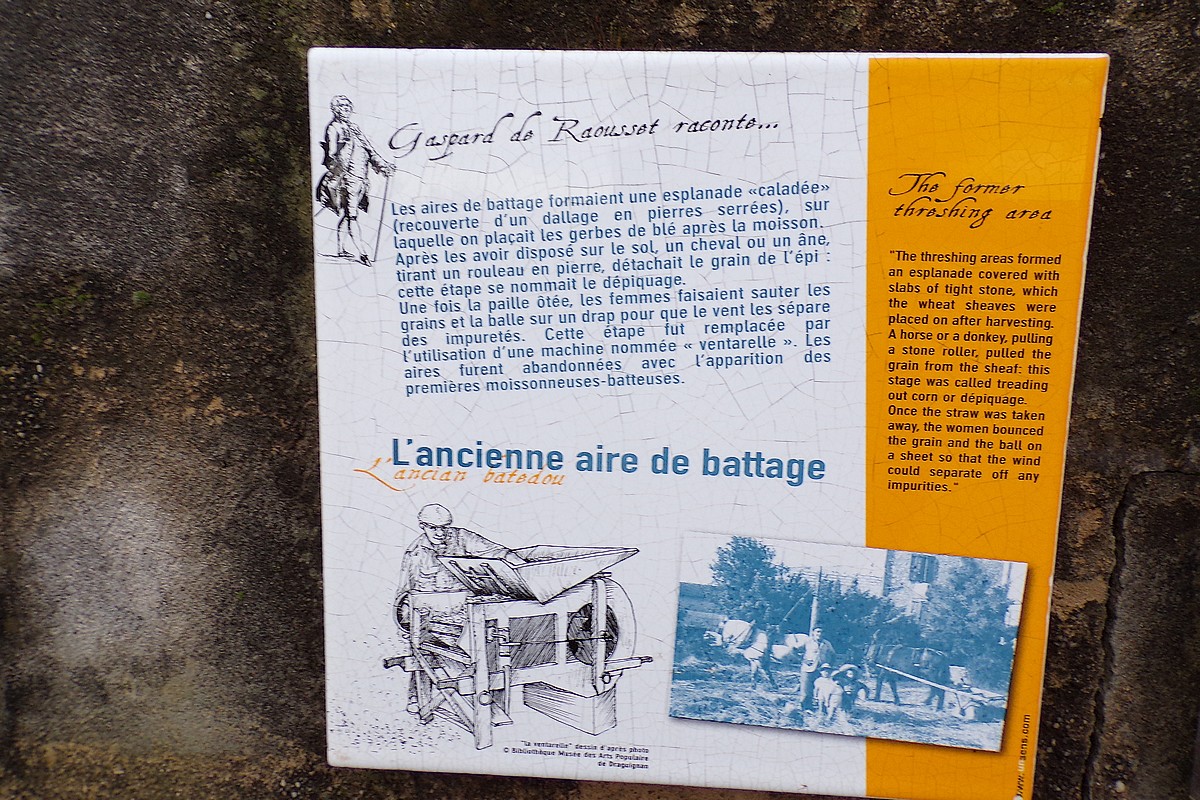 Gaspard de Raousset raconte...
Les aires de battage formaient une esplanade «caladée»
(recouverte d'un dallage en pierres serrées), sur
laquelle on plaçait les gerbes de blé après la moisson.
Après les avoir disposé sur le sol, un cheval ou un âne,
tirant un rouleau en pierre, détachait le grain de l'épi :
cette étape se nommait le dépiquage.
Une fois la paille ôtée, les femmes faisaient sauter les
grains et la balle sur un drap pour que le vent les sépare
des impuretés. Cette étape fut remplacée par
l'utilisation d'une machine nommée « ventarelle ». Les
aires furent abandonnées avec l'apparition des
premières moissonneuses-batteuses.
L'ancienne aire de battage
L'ancian batedou
"la ventarelle" dessin d'après photo
© Bibliothèque Musée des Arts Populaire
de Draguignan
The former
threshing area
"The threshing areas formed
an esplanade covered with
slabs of tight stone, which
the wheat sheaves were
placed on after harvesting.
A horse or a donkey, pulling
a stone roller, pulled the
grain from the sheaf: this
stage was called treading
out corn or dépiquage.
Once the straw was taken
away, the women bounced
the grain and the ball on
a sheet so that the wind
could separate off any
impurities."